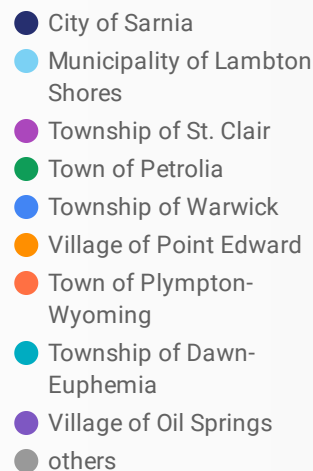 City of Sarnia
Municipality of Lambton
Shores
Township of St. Clair
Town of Petrolia
Township of Warwick
Village of Point Edward
Town of Plympton-
Wyoming
Township of Dawn-
Euphemia
Village of Oil Springs
others